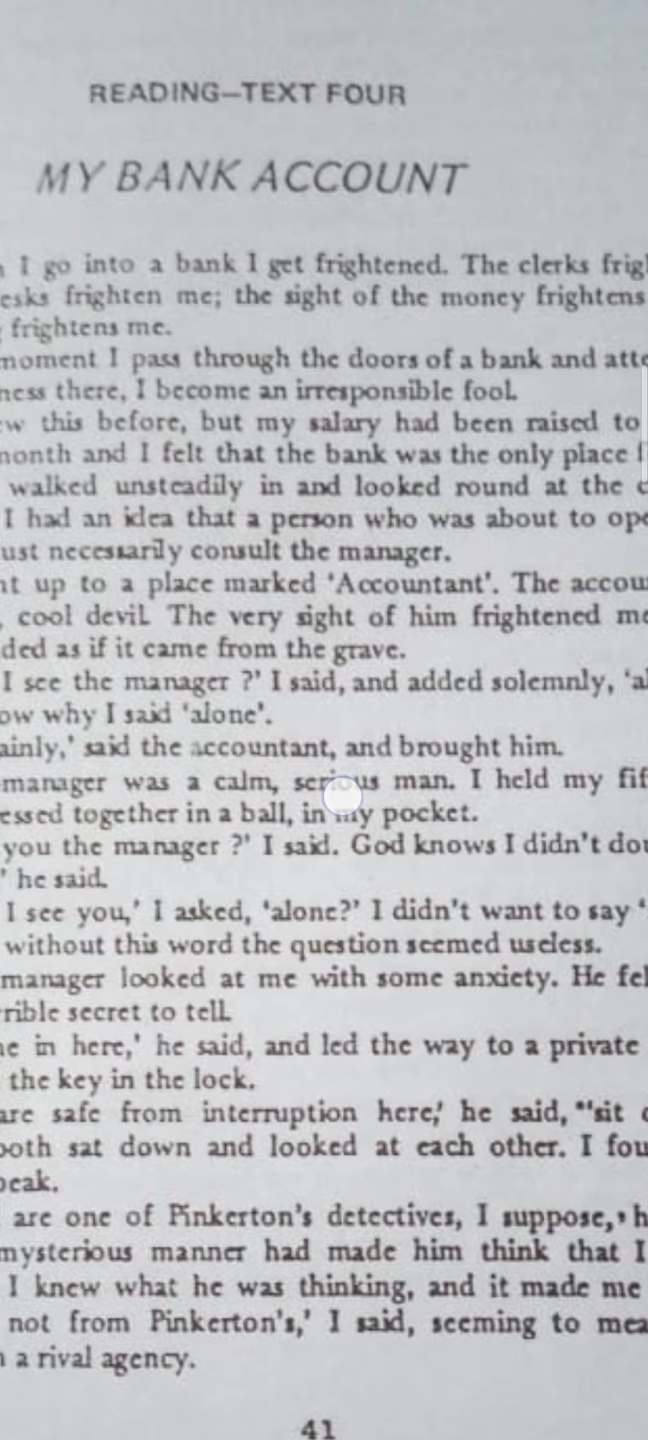 READING—TEXT FOUR
MY BANK ACCOUNT
I go into a bank I get frightened. The clerks
frighten me; the sight of the money frightens
frightens me.
moment I pass through the doors of a bank and
there, I become an irresponsible fool.
this before, but my salary had been raised to
month and I felt that the bank was the only place
walked unsteadily in and looked round at the
I had an idea that a person who was about to
necessarily consult the manager.
up to a place marked 'Accountant'. The
cool devil. The very sight of him frightened
as if it came from the grave.
I see the manager ?' I said, and added solemnly,
why I said 'alone'.
said the accountant, and brought him.
manager was a calm, serious man. I held my
together in a ball, in my pocket.
you the manager ?' I said. God knows I didn't
' he said.
I see you,' I asked, 'alone?' I didn't want to say '
without this word the question seemed useless.
manager looked at me with some anxiety. He
secret to tell.
in here,' he said, and led the way to a private
the key in the lock.
are safe from interruption here,' he said, "sit
both sat down and looked at each other. I
are one of Pinkerton's detectives, I suppose,'
mysterious manner had made him think that I
I knew what he was thinking, and it made me
not from Pinkerton's,' I said, seeming to
a rival agency.
41